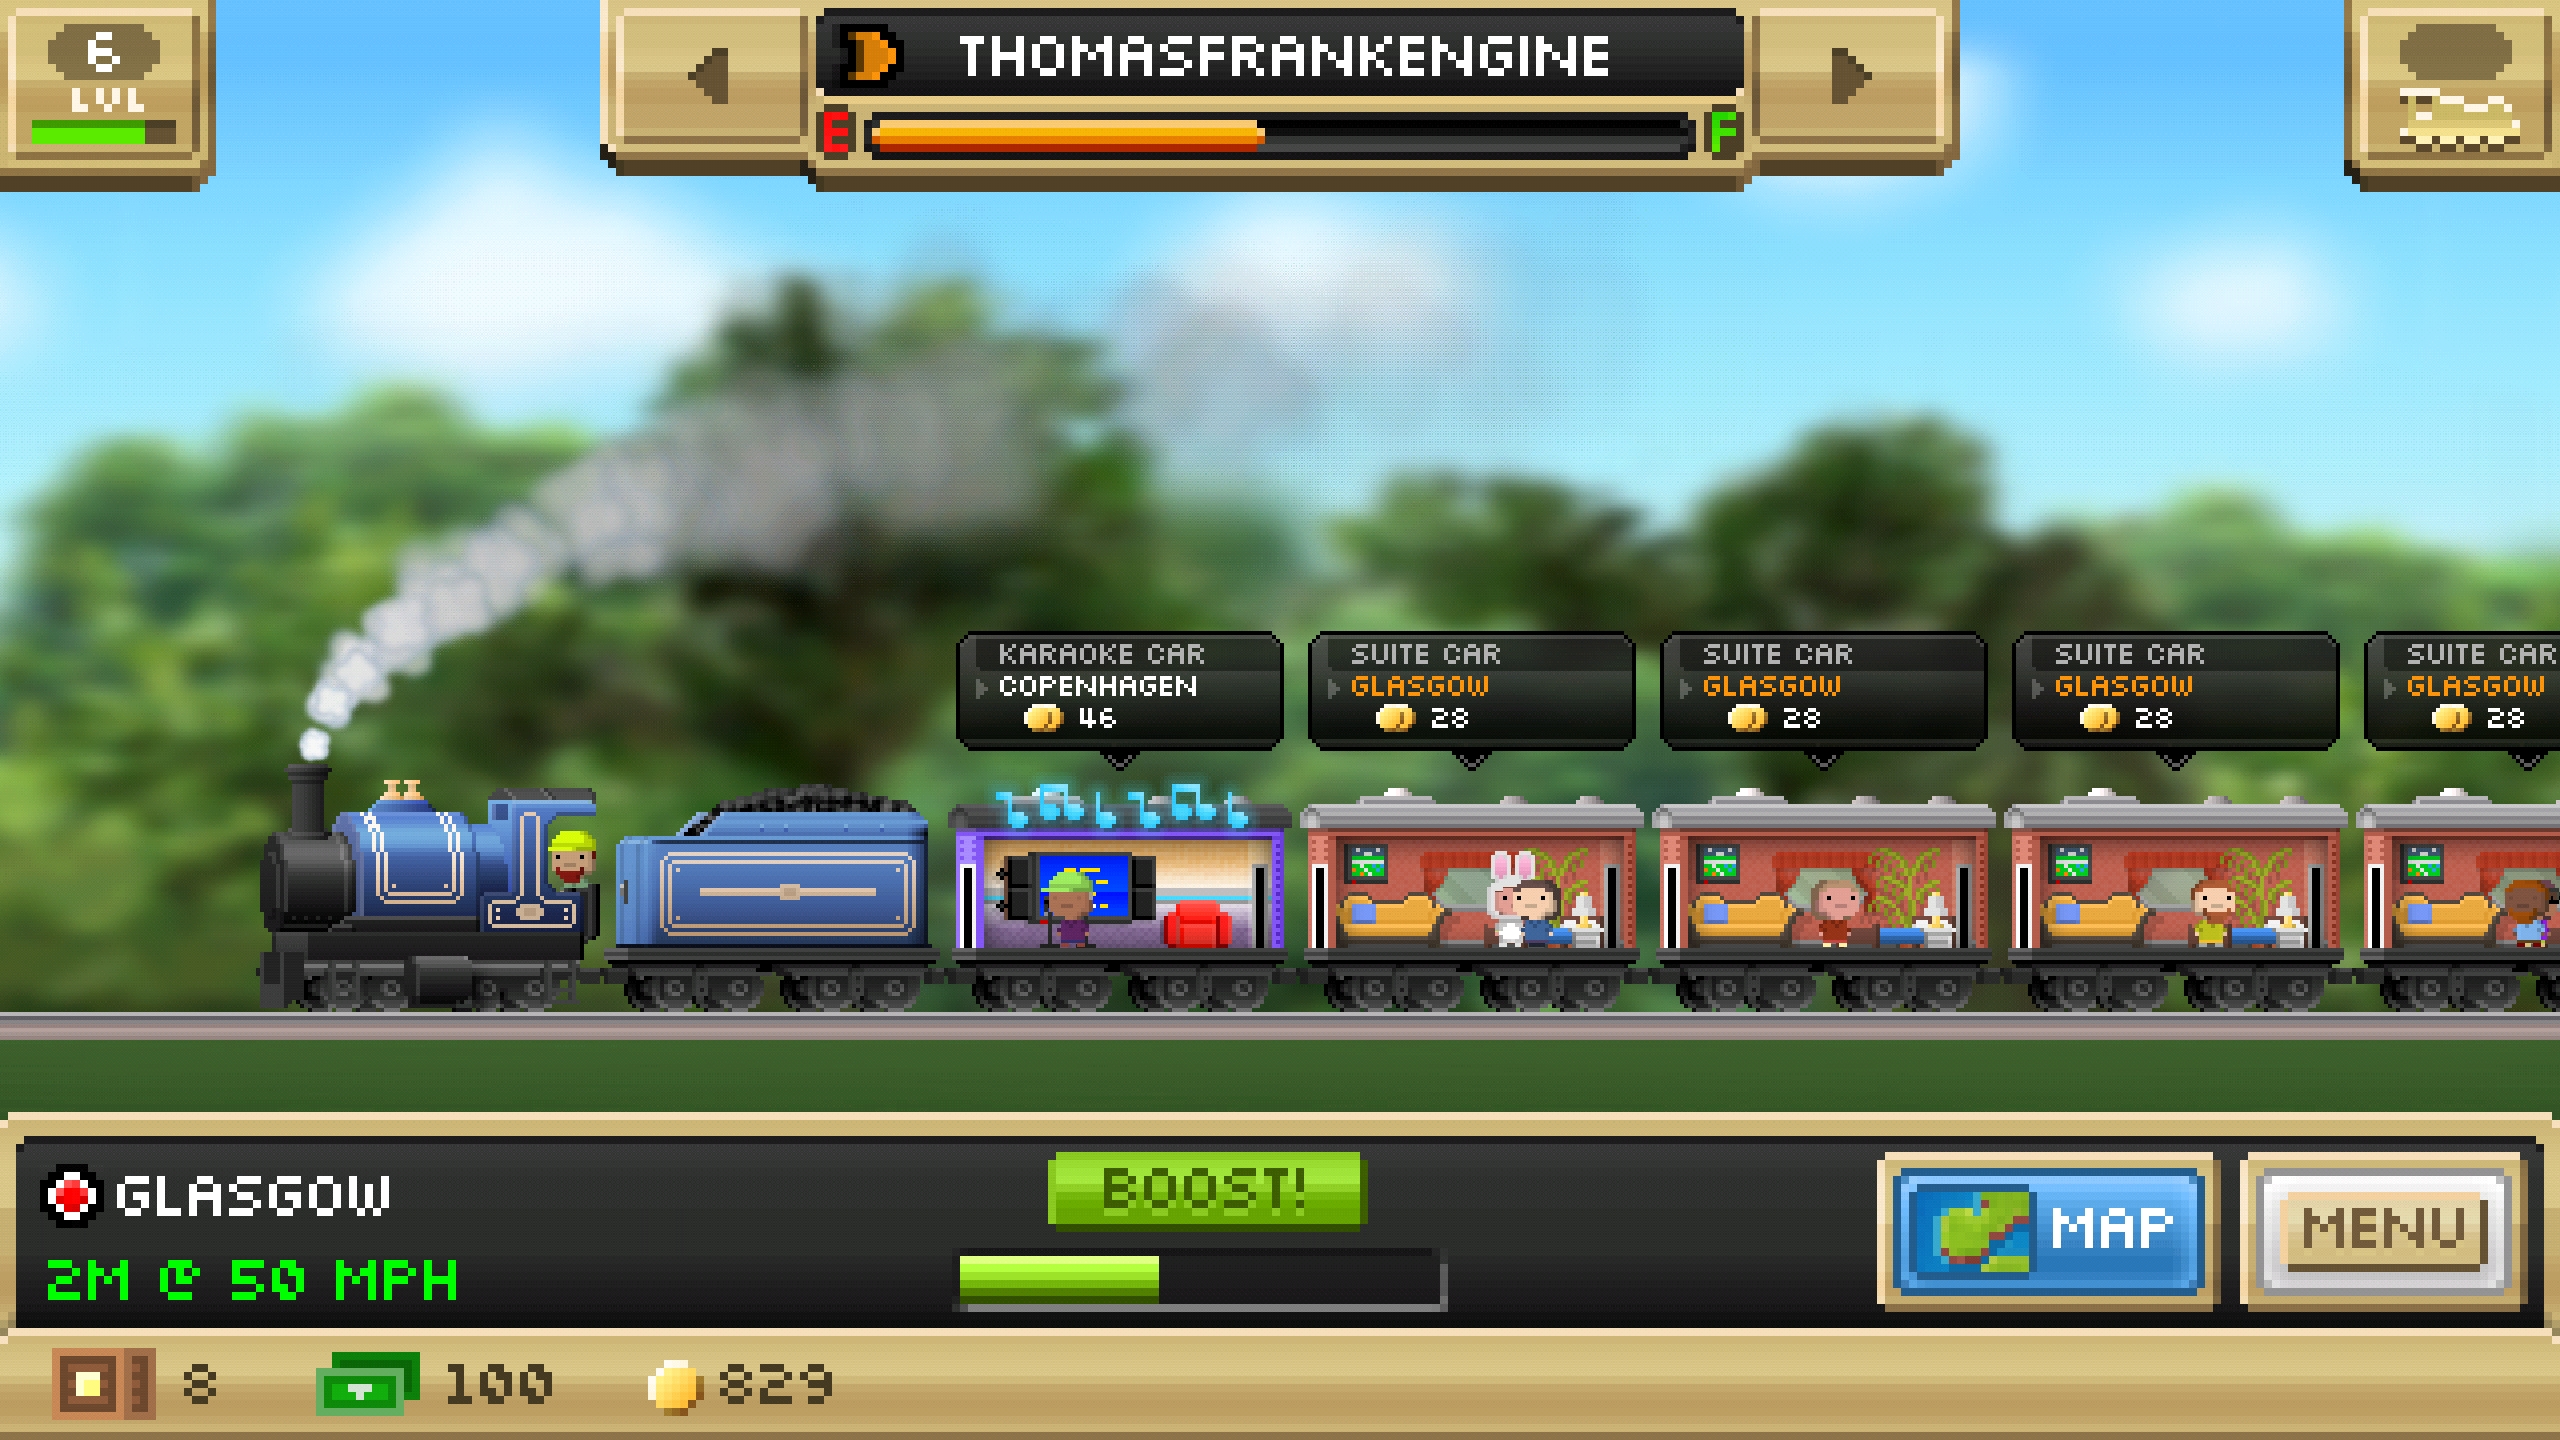 6
LVL
THOMASFRANKENGINE
E F
KARAOKE CAR
COPENHAGEN
46
SUITE CAR
GLASGOW
28
SUITE CAR
GLASGOW
28
SUITE CAR
GLASGOW
28
SUITE CAR
GLASGOW
28
GLASGOW
2M @ 50 MPH
BOOST!
MAP
MENU
8 100 829